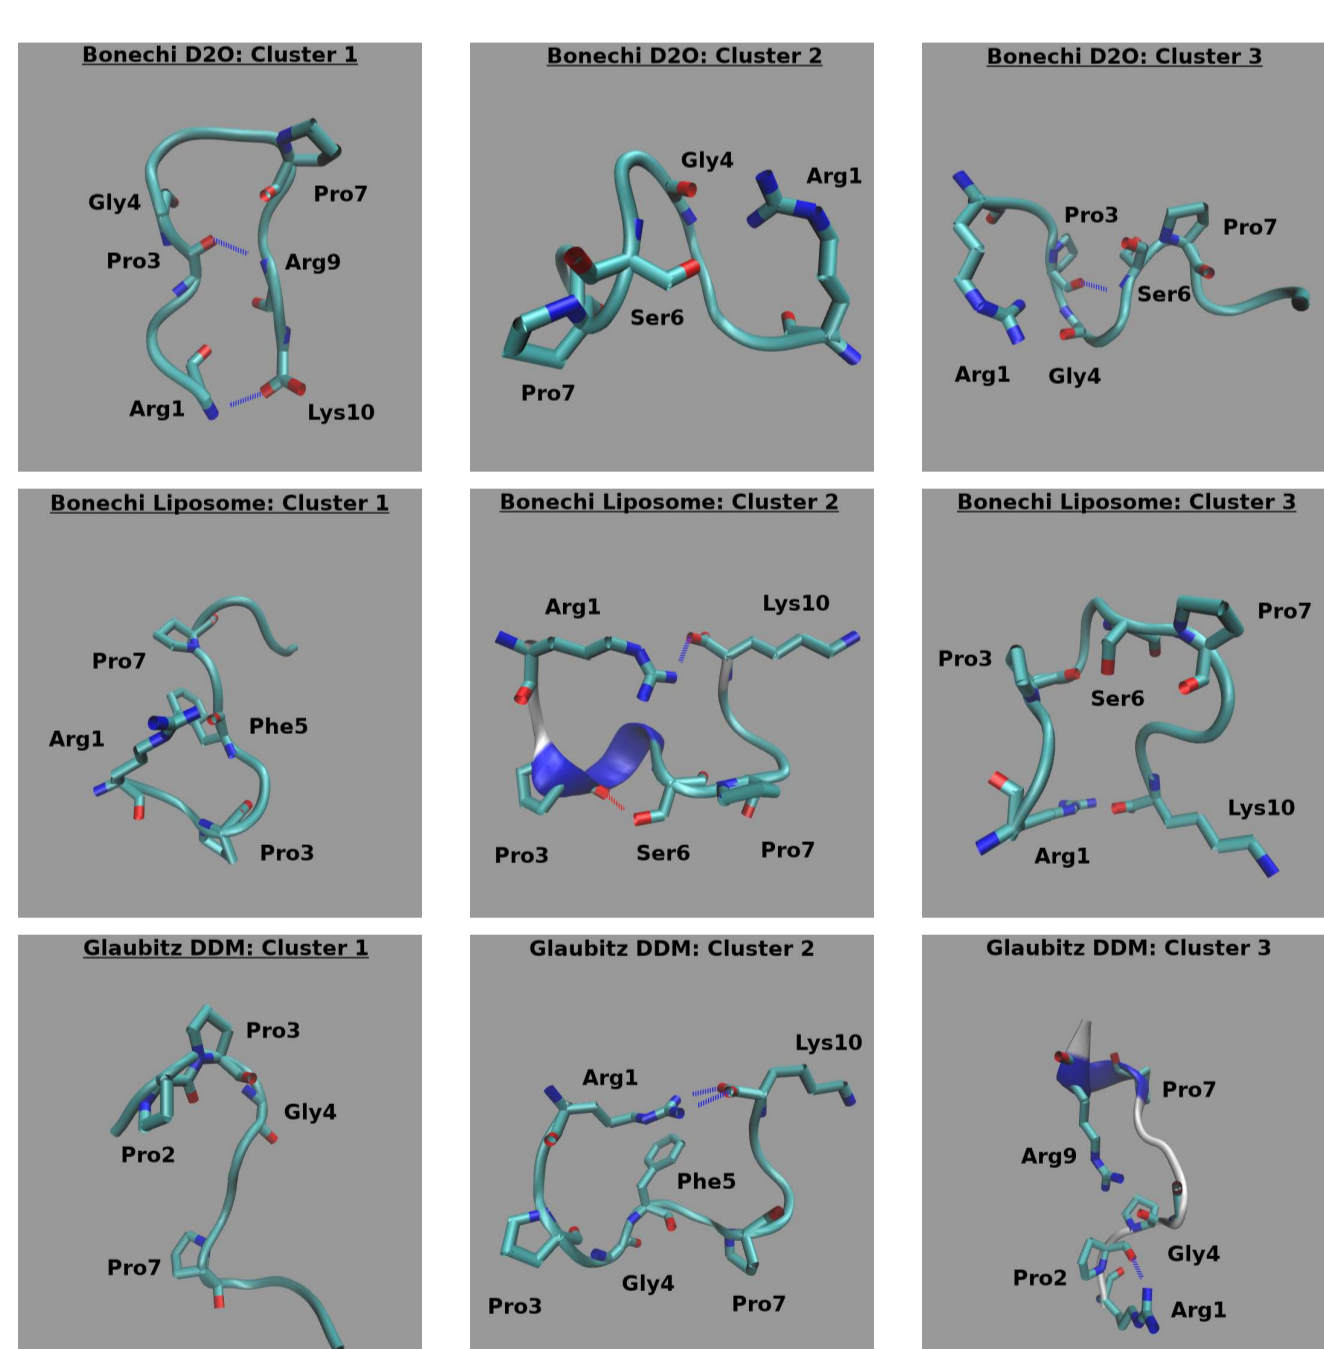 Bonechi D2O: Cluster 1
Gly4
Pro7
Pro3
Arg9
Arg1
Lys10
Bonechi D2O: Cluster 2
Gly4
Arg1
Ser6
Pro7
Bonechi D2O: Cluster 3
Pro3
Pro7
Ser6
Arg1
Gly4
Bonechi Liposome: Cluster 1
Pro7
Phe5
Arg1
Pro3
Bonechi Liposome: Cluster 2
Arg1
Lys10
Pro3
Ser6
Pro7
Bonechi Liposome: Cluster 3
Pro7
Pro3
Ser6
Lys10
Arg1
Glaubitz DDM: Cluster 1
Pro3
Gly4
Pro2
Pro7
Glaubitz DDM: Cluster 2
Lys10
Arg1
Phe5
Gly4
Pro3
Pro7
Glaubitz DDM: Cluster 3
Pro7
Arg9
Gly4
Pro2
Arg1